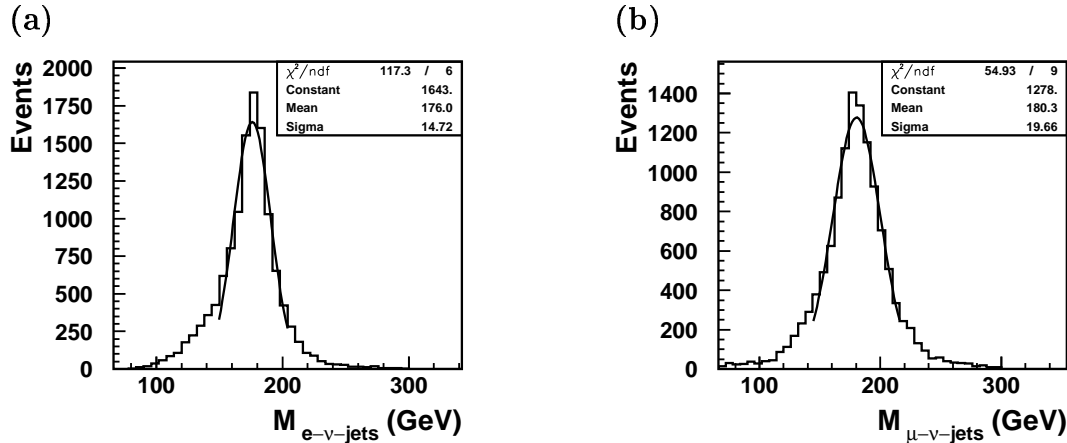 (a)
χ²/ndf 117.3 / 6
Constant 1643.
Mean 176.0
Sigma 14.72
Events
2000
1750
1500
1250
1000
750
500
250
0
100 200 300
M e−ν−jets (GeV)
(b)
χ²/ndf 54.93 / 9
Constant 1278.
Mean 180.3
Sigma 19.66
Events
1400
1200
1000
800
600
400
200
0
100 200 300
M μ−ν−jets (GeV)